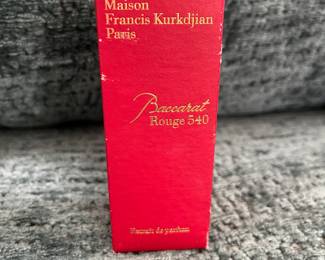 Maison
Francis Kurkdjian
Paris
Baccarat
Rouge 540
Extrait de parfum